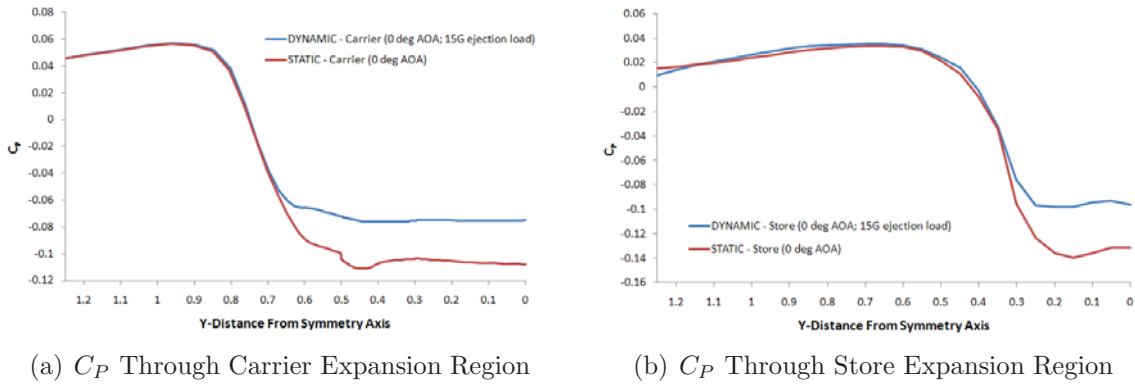 0.08
0.06
0.04
0.02
0
-0.02
-0.04
-0.06
-0.08
-0.1
-0.12
C_P
DYNAMIC - Carrier (0 deg AOA; 15G ejection load)
STATIC - Carrier (0 deg AOA)
1.2 1.1 1 0.9 0.8 0.7 0.6 0.5 0.4 0.3 0.2 0.1 0
Y-Distance From Symmetry Axis
(a) C_P Through Carrier Expansion Region
0.06
0.04
0.02
0
-0.02
-0.04
-0.06
-0.08
-0.1
-0.12
-0.14
-0.16
C_P
DYNAMIC - Store (0 deg AOA; 15G ejection load)
STATIC - Store (0 deg AOA)
1.2 1.1 1 0.9 0.8 0.7 0.6 0.5 0.4 0.3 0.2 0.1 0
Y-Distance From Symmetry Axis
(b) C_P Through Store Expansion Region